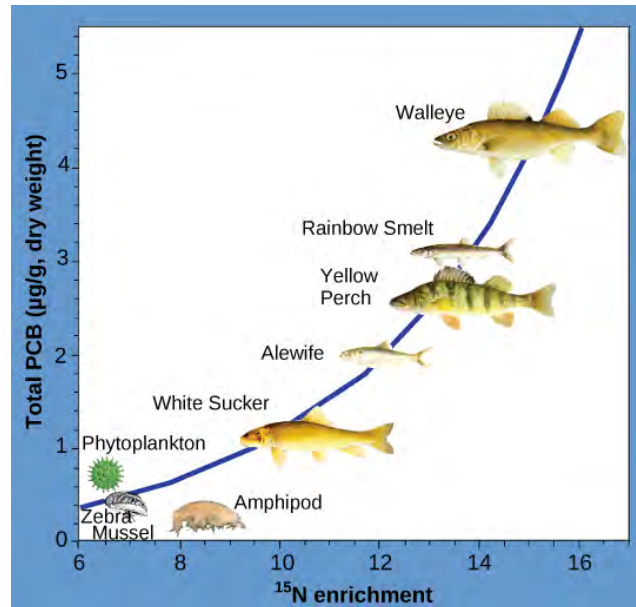 5
Walleye
4
Rainbow Smelt
3
Yellow
Perch
Alewife
2
White Sucker
Phytoplankton
1
Amphipod
Zebra
Mussel
0
6 8 10 12 14 16
¹⁵N enrichment
Total PCB (µg/g, dry weight)